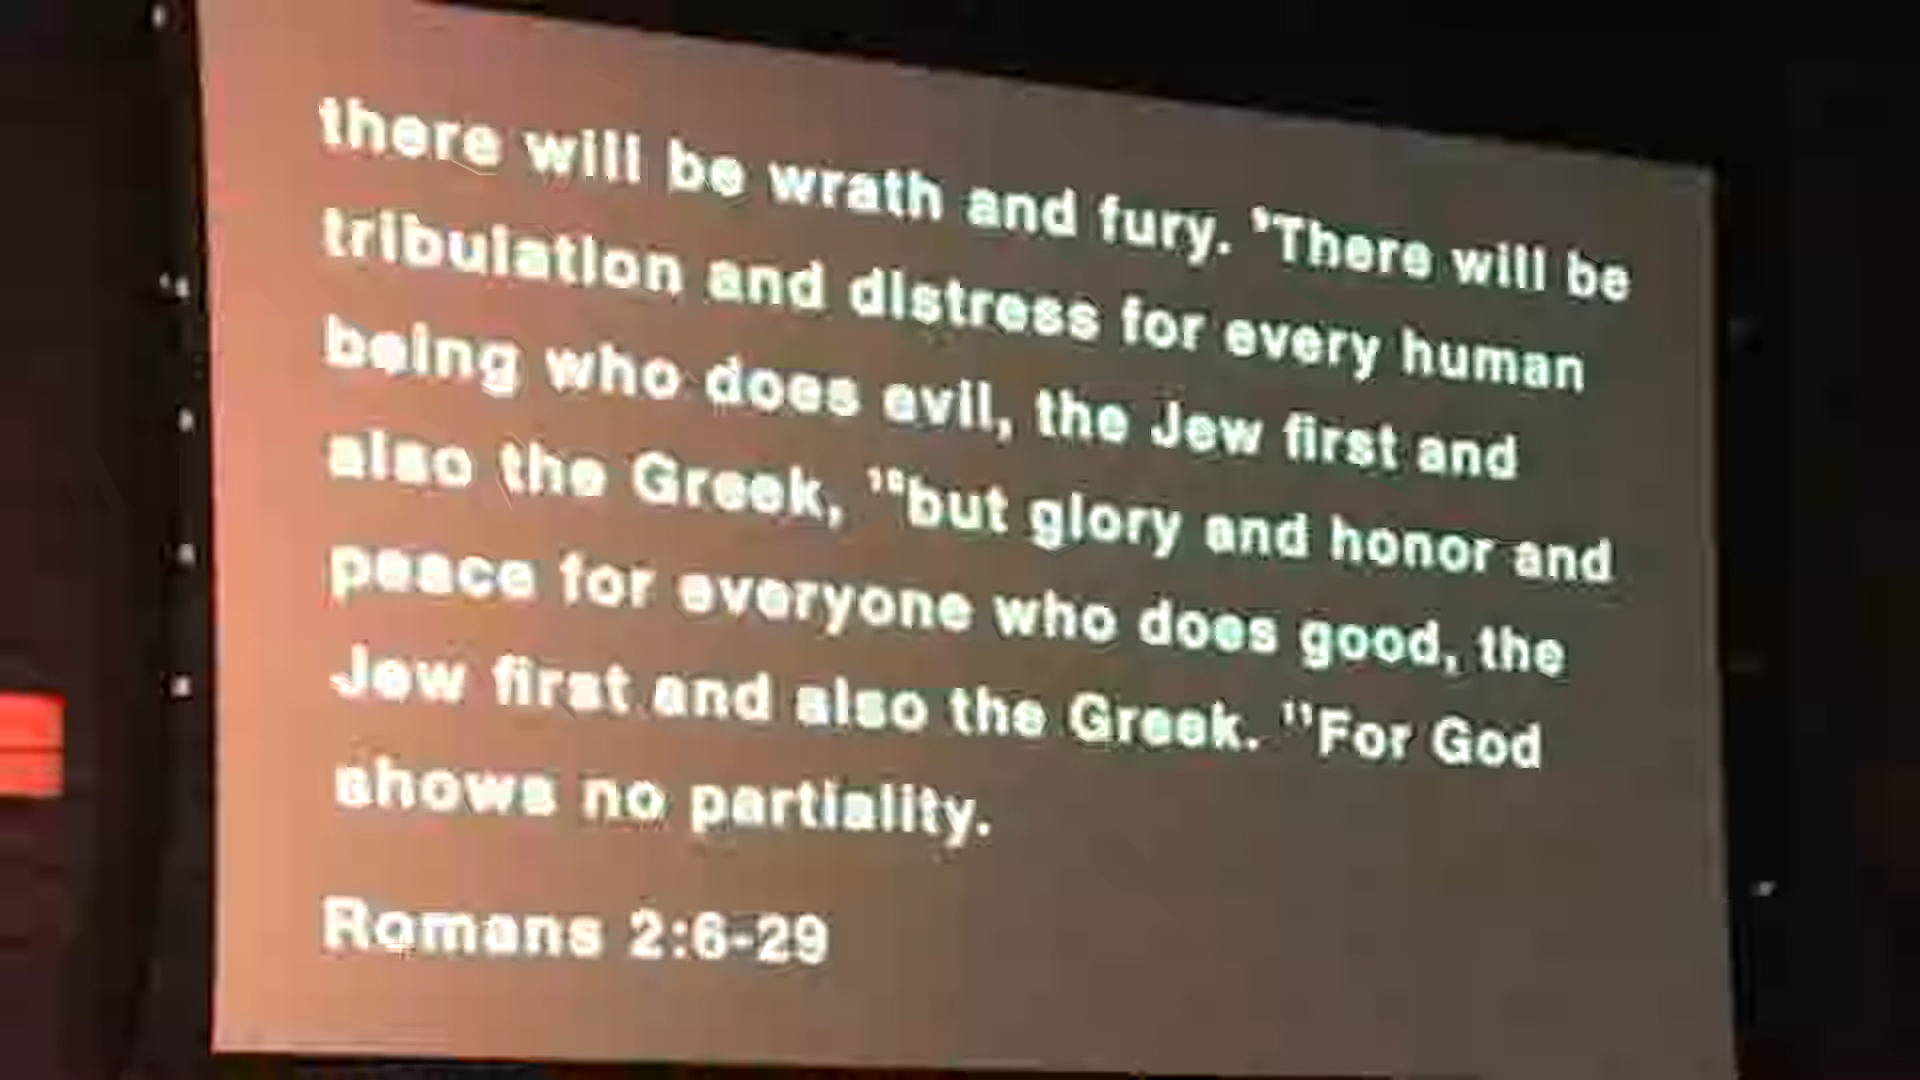 there will be wrath and fury. ⁹There will be
tribulation and distress for every human
being who does evil, the Jew first and
also the Greek, ¹⁰but glory and honor and
peace for everyone who does good, the
Jew first and also the Greek. ¹¹For God
shows no partiality.
Romans 2:6-29